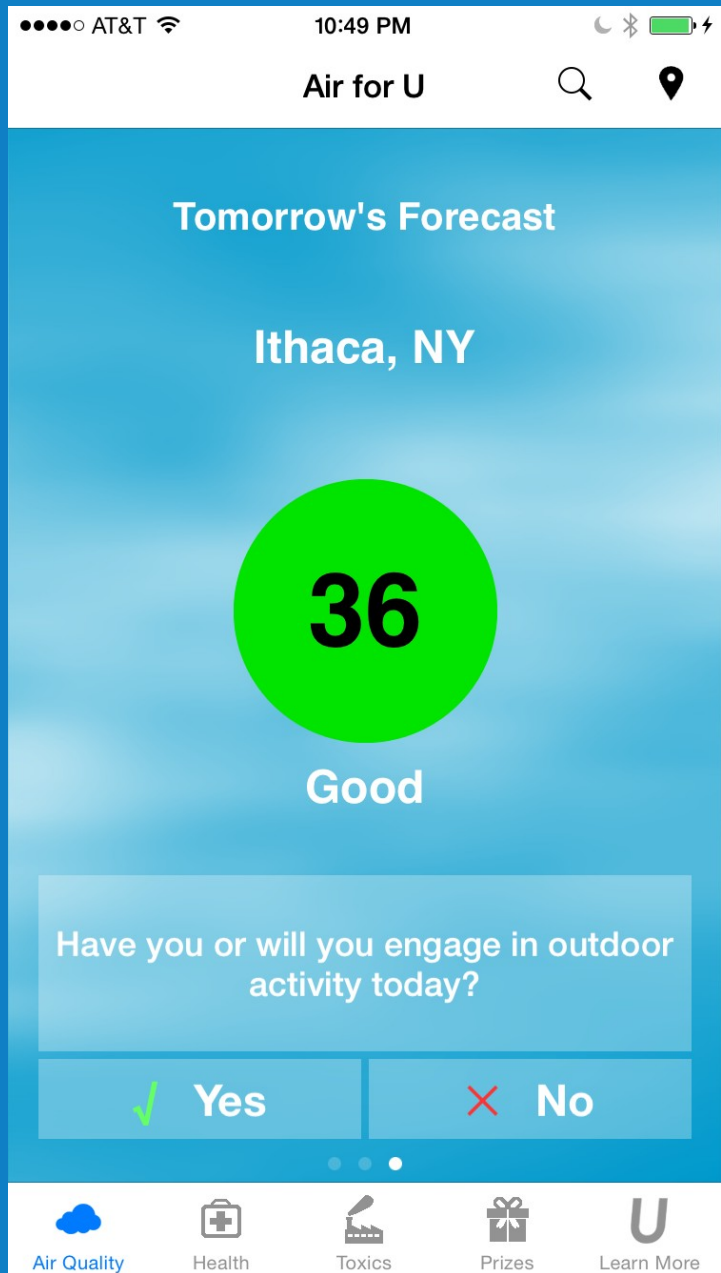 AT&T 10:49 PM
Air for U
Tomorrow's Forecast
Ithaca, NY
36
Good
Have you or will you engage in outdoor
activity today?
Yes No
Air Quality Health Toxics Prizes Learn More